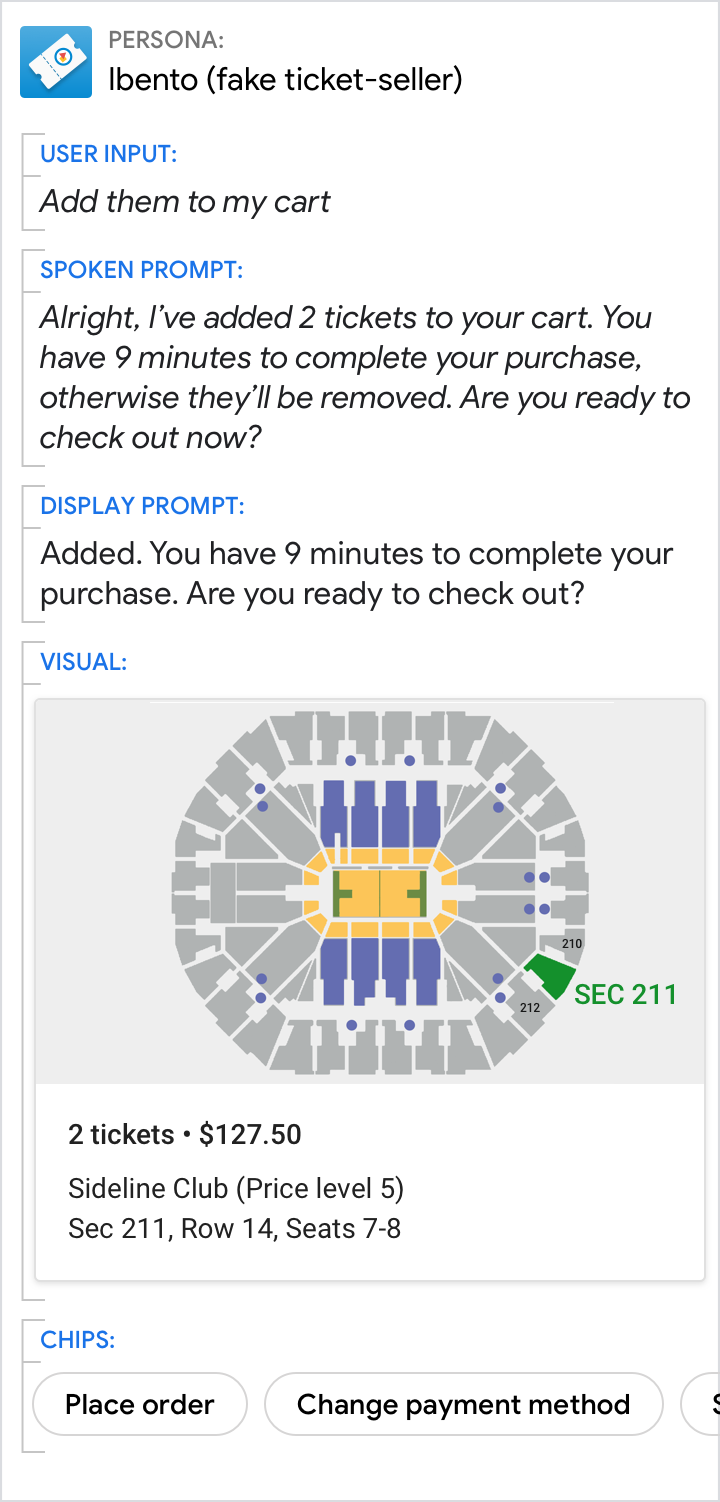 PERSONA:
Ibento (fake ticket-seller)
USER INPUT:
Add them to my cart
SPOKEN PROMPT:
Alright, I’ve added 2 tickets to your cart. You
have 9 minutes to complete your purchase,
otherwise they’ll be removed. Are you ready to
check out now?
DISPLAY PROMPT:
Added. You have 9 minutes to complete your
purchase. Are you ready to check out?
VISUAL:
210
SEC 211
212
2 tickets • $127.50
Sideline Club (Price level 5)
Sec 211, Row 14, Seats 7-8
CHIPS:
Place order
Change payment method